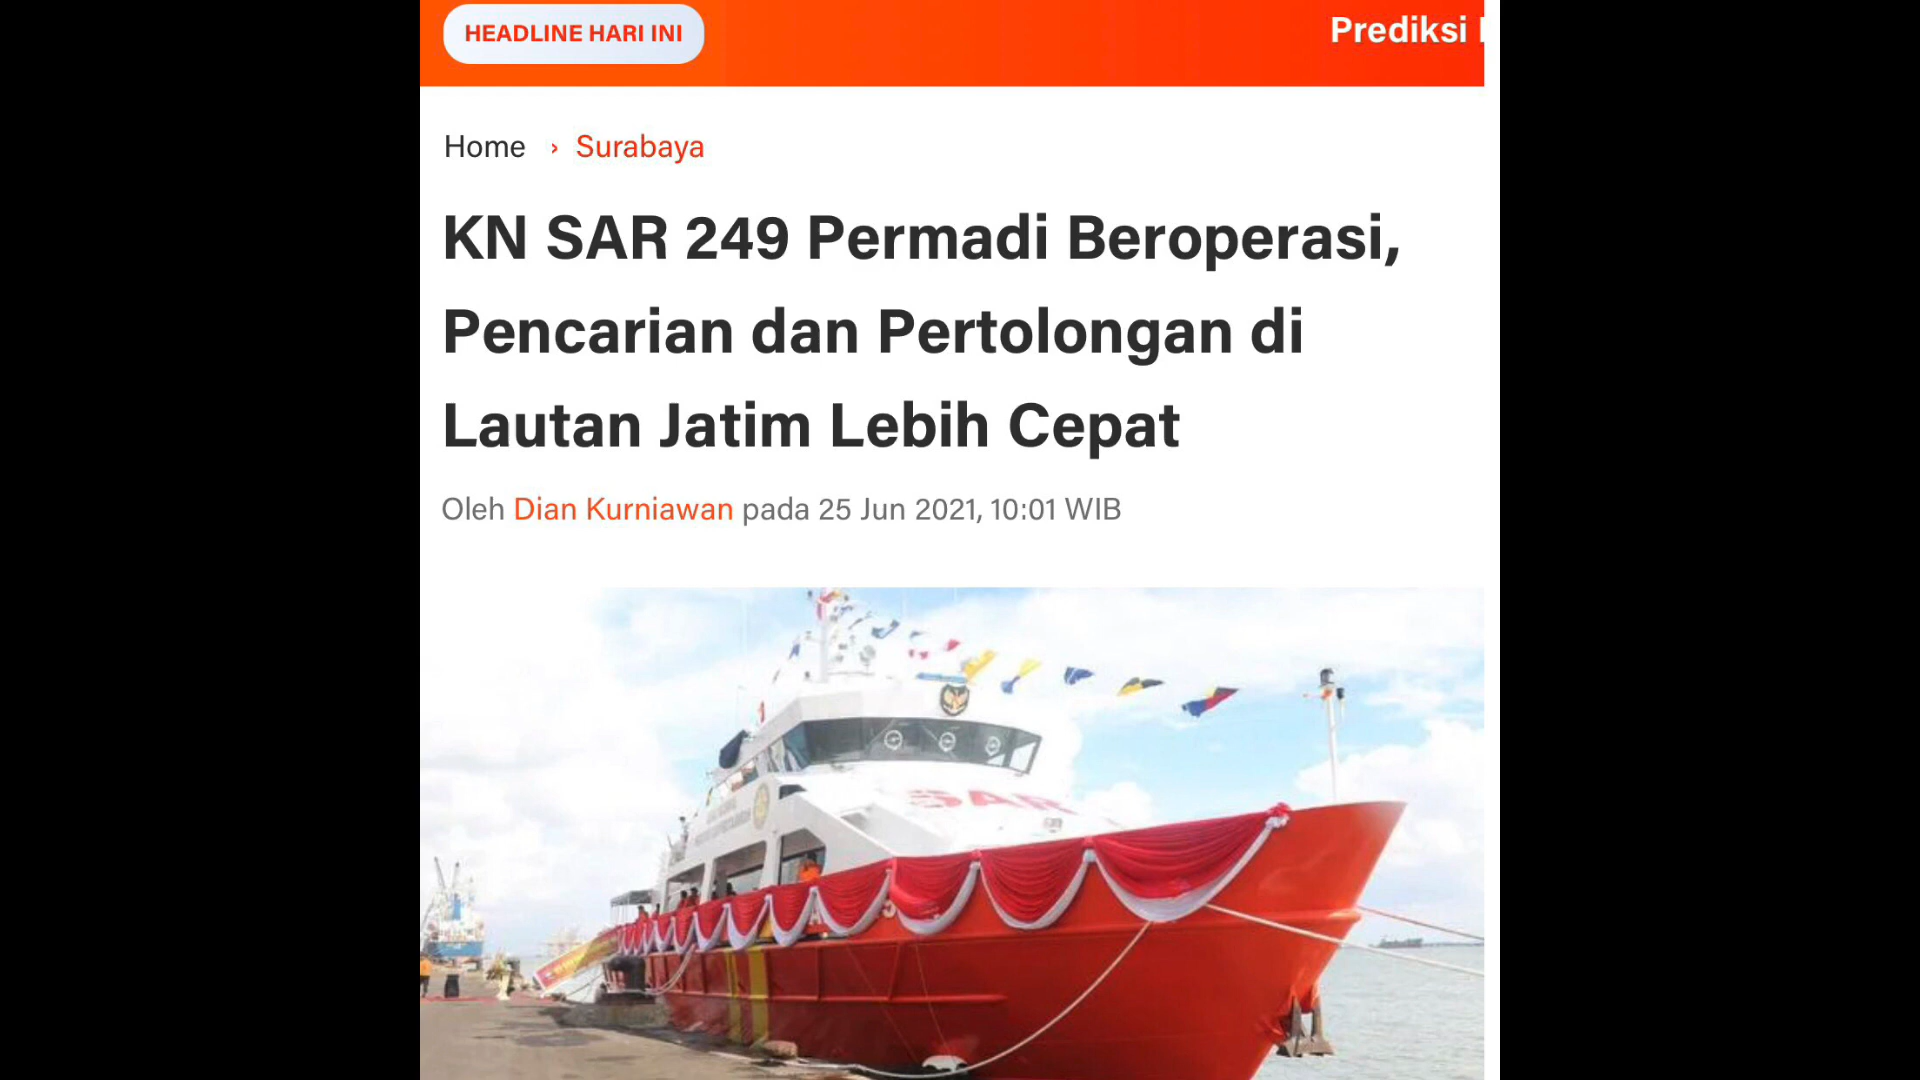 HEADLINE HARI INI
Prediksi
Home › Surabaya
KN SAR 249 Permadi Beroperasi,
Pencarian dan Pertolongan di
Lautan Jatim Lebih Cepat
Oleh Dian Kurniawan pada 25 Jun 2021, 10:01 WIB
SAR